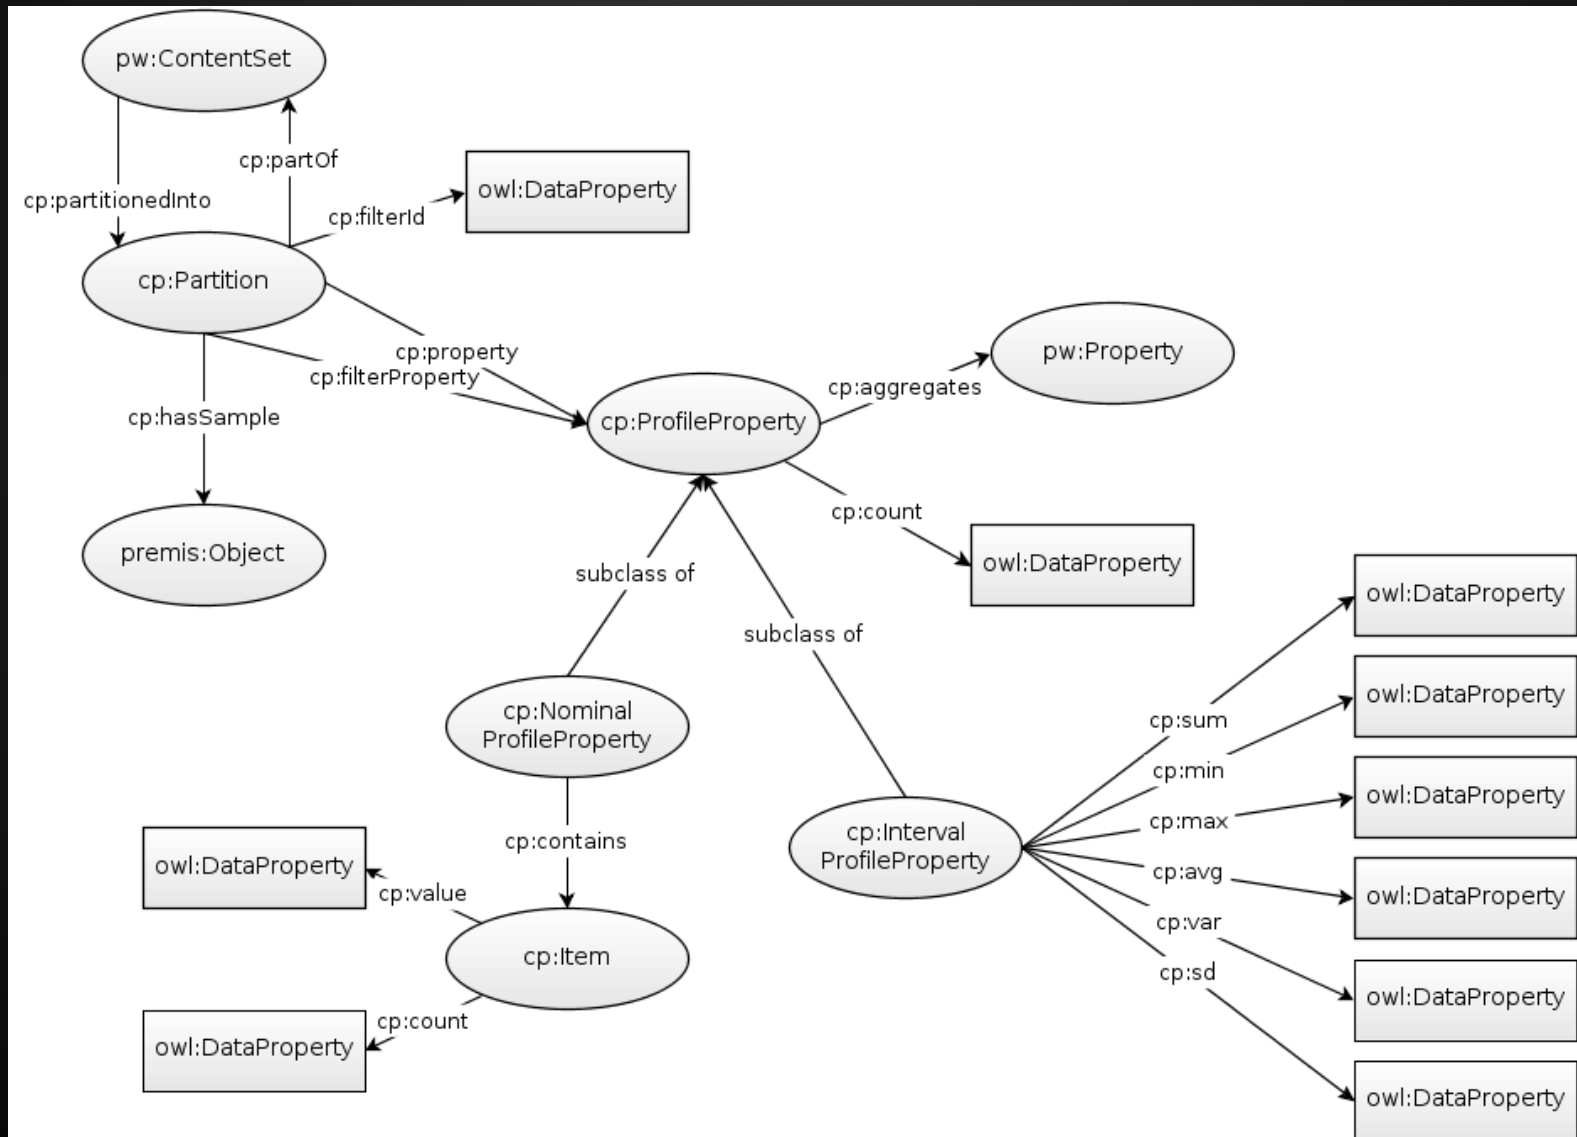 pw:ContentSet
cp:partOf
owl:DataProperty
cp:partitionedInto
cp:filterId
cp:Partition
cp:property
cp:filterProperty
pw:Property
cp:aggregates
cp:hasSample
cp:ProfileProperty
cp:count
premis:Object
owl:DataProperty
subclass of
owl:DataProperty
subclass of
owl:DataProperty
cp:Nominal
ProfileProperty
cp:sum
cp:min
owl:DataProperty
cp:contains
cp:Interval
ProfileProperty
cp:max
owl:DataProperty
cp:value
cp:avg
owl:DataProperty
cp:var
cp:Item
cp:sd
owl:DataProperty
cp:count
owl:DataProperty
owl:DataProperty